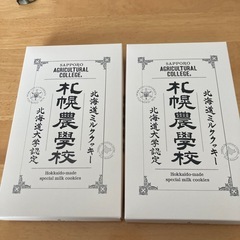 SAPPORO
AGRICULTURAL
COLLEGE.
北海道ミルククッキー
札幌農學校
北海道大学認定
Hokkaido-made
special milk cookies
SAPPORO
AGRICULTURAL
COLLEGE.
北海道ミルククッキー
札幌農學校
北海道大学認定
Hokkaido-made
special milk cookies